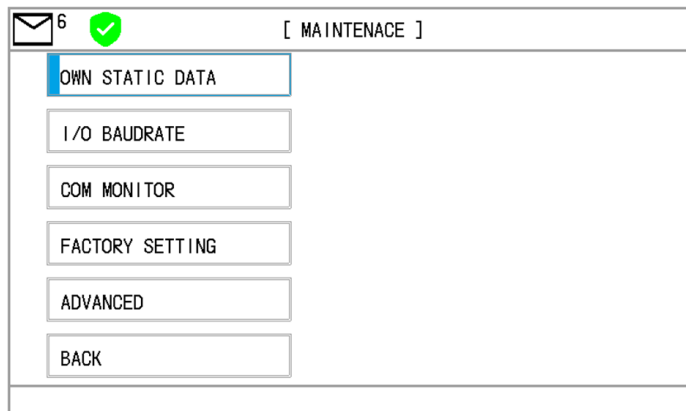 6
[ MAINTENACE ]
OWN STATIC DATA
I/O BAUDRATE
COM MONITOR
FACTORY SETTING
ADVANCED
BACK